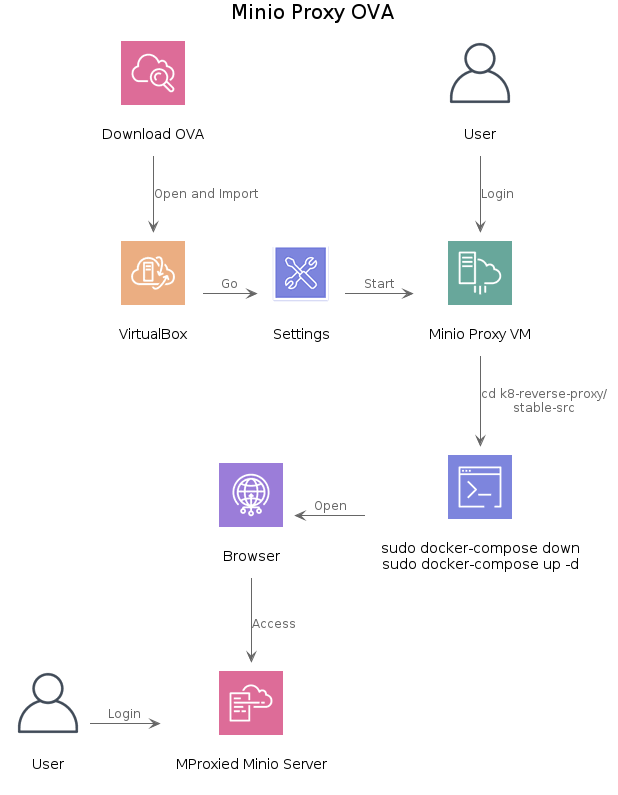 Minio Proxy OVA
Download OVA
User
Open and Import
Login
Go
Start
VirtualBox
Settings
Minio Proxy VM
cd k8-reverse-proxy/
stable-src
Open
Browser
sudo docker-compose down
sudo docker-compose up -d
Access
Login
User
MProxied Minio Server